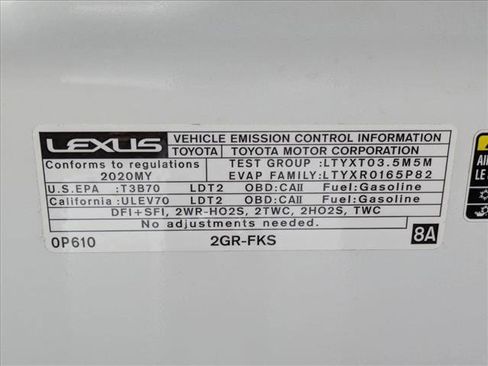 LEXUS VEHICLE EMISSION CONTROL INFORMATION
TOYOTA TOYOTA MOTOR CORPORATION
Conforms to regulations TEST GROUP :LTYXT03.5M5M
2020MY EVAP FAMILY:LTYXR0165P82
U.S.EPA :T3B70 LDT2 OBD:CAII Fuel:Gasoline
California:ULEV70 LDT2 OBD:CAII Fuel:Gasoline
DFI+SFI, 2WR-HO2S, 2TWC, 2HO2S, TWC
No adjustments needed.
0P610 2GR-FKS 8A
LE